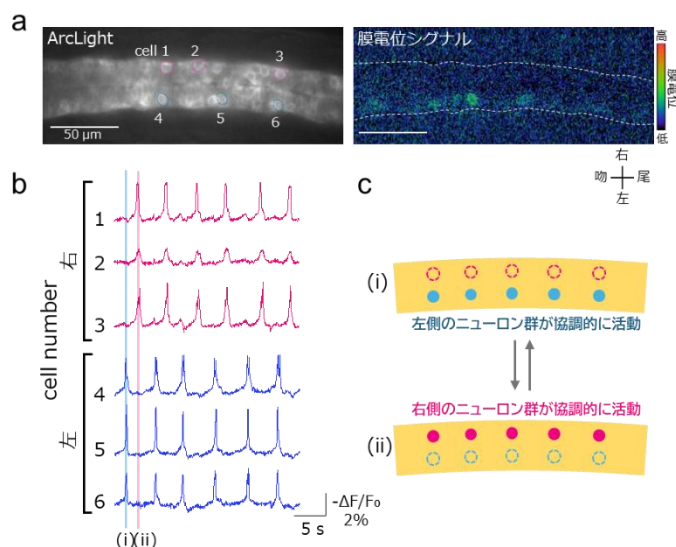 a
ArcLight
cell 1
2
3
4
5
6
50 μm
膜電位シグナル
高
膜電位
低
右
吻 尾
左
b
cell number
右
左
1
2
3
4
5
6
(i)(ii)
-ΔF/F₀
2%
5 s
c
(i)
左側のニューロン群が協調的に活動
右側のニューロン群が協調的に活動
(ii)